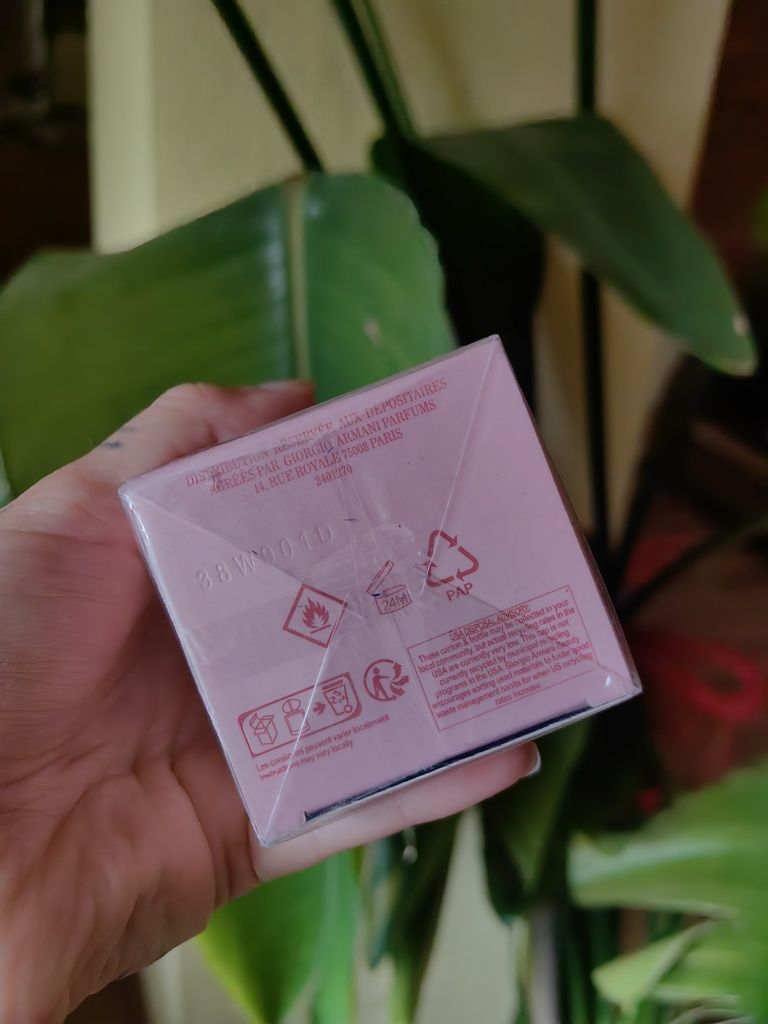 DISTRIBUTION RÉSERVÉE AUX DEPOSITAIRES
AGRÉÉS PAR GIORGIO ARMANI PARFUMS
14, RUE ROYALE 75008 PARIS
2401270
38W901D
24M
PAP
USA DISPOSAL ADVISORY:
These carton & bottle may be collected in your
local community, but actual recycling rates in the
USA are currently very low. This cap is not
currently recycled by municipal recycling
programs in the USA. Giorgio Armani Beauty
encourages sorting used materials to foster good
waste management habits for when US recycling
rates increase.
Les consignes peuvent varier localement
Instructions may vary locally